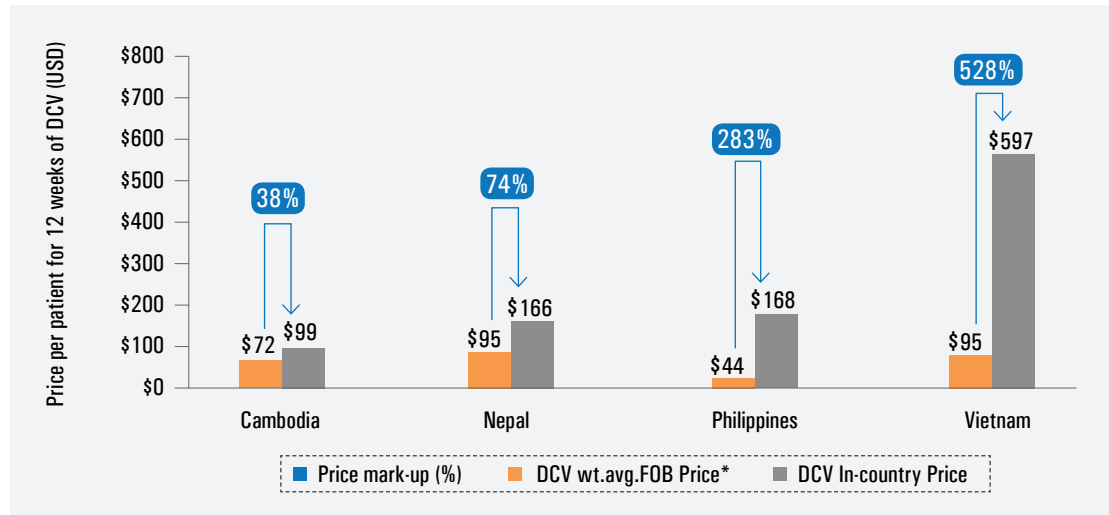 Price per patient for 12 weeks of DCV (USD)
$800
$700
$600
$500
$400
$300
$200
$100
$0
38%
$72
$99
74%
$95
$166
283%
$44
$168
528%
$95
$597
Cambodia
Nepal
Philippines
Vietnam
Price mark-up (%)
DCV wt.avg.FOB Price*
DCV In-country Price